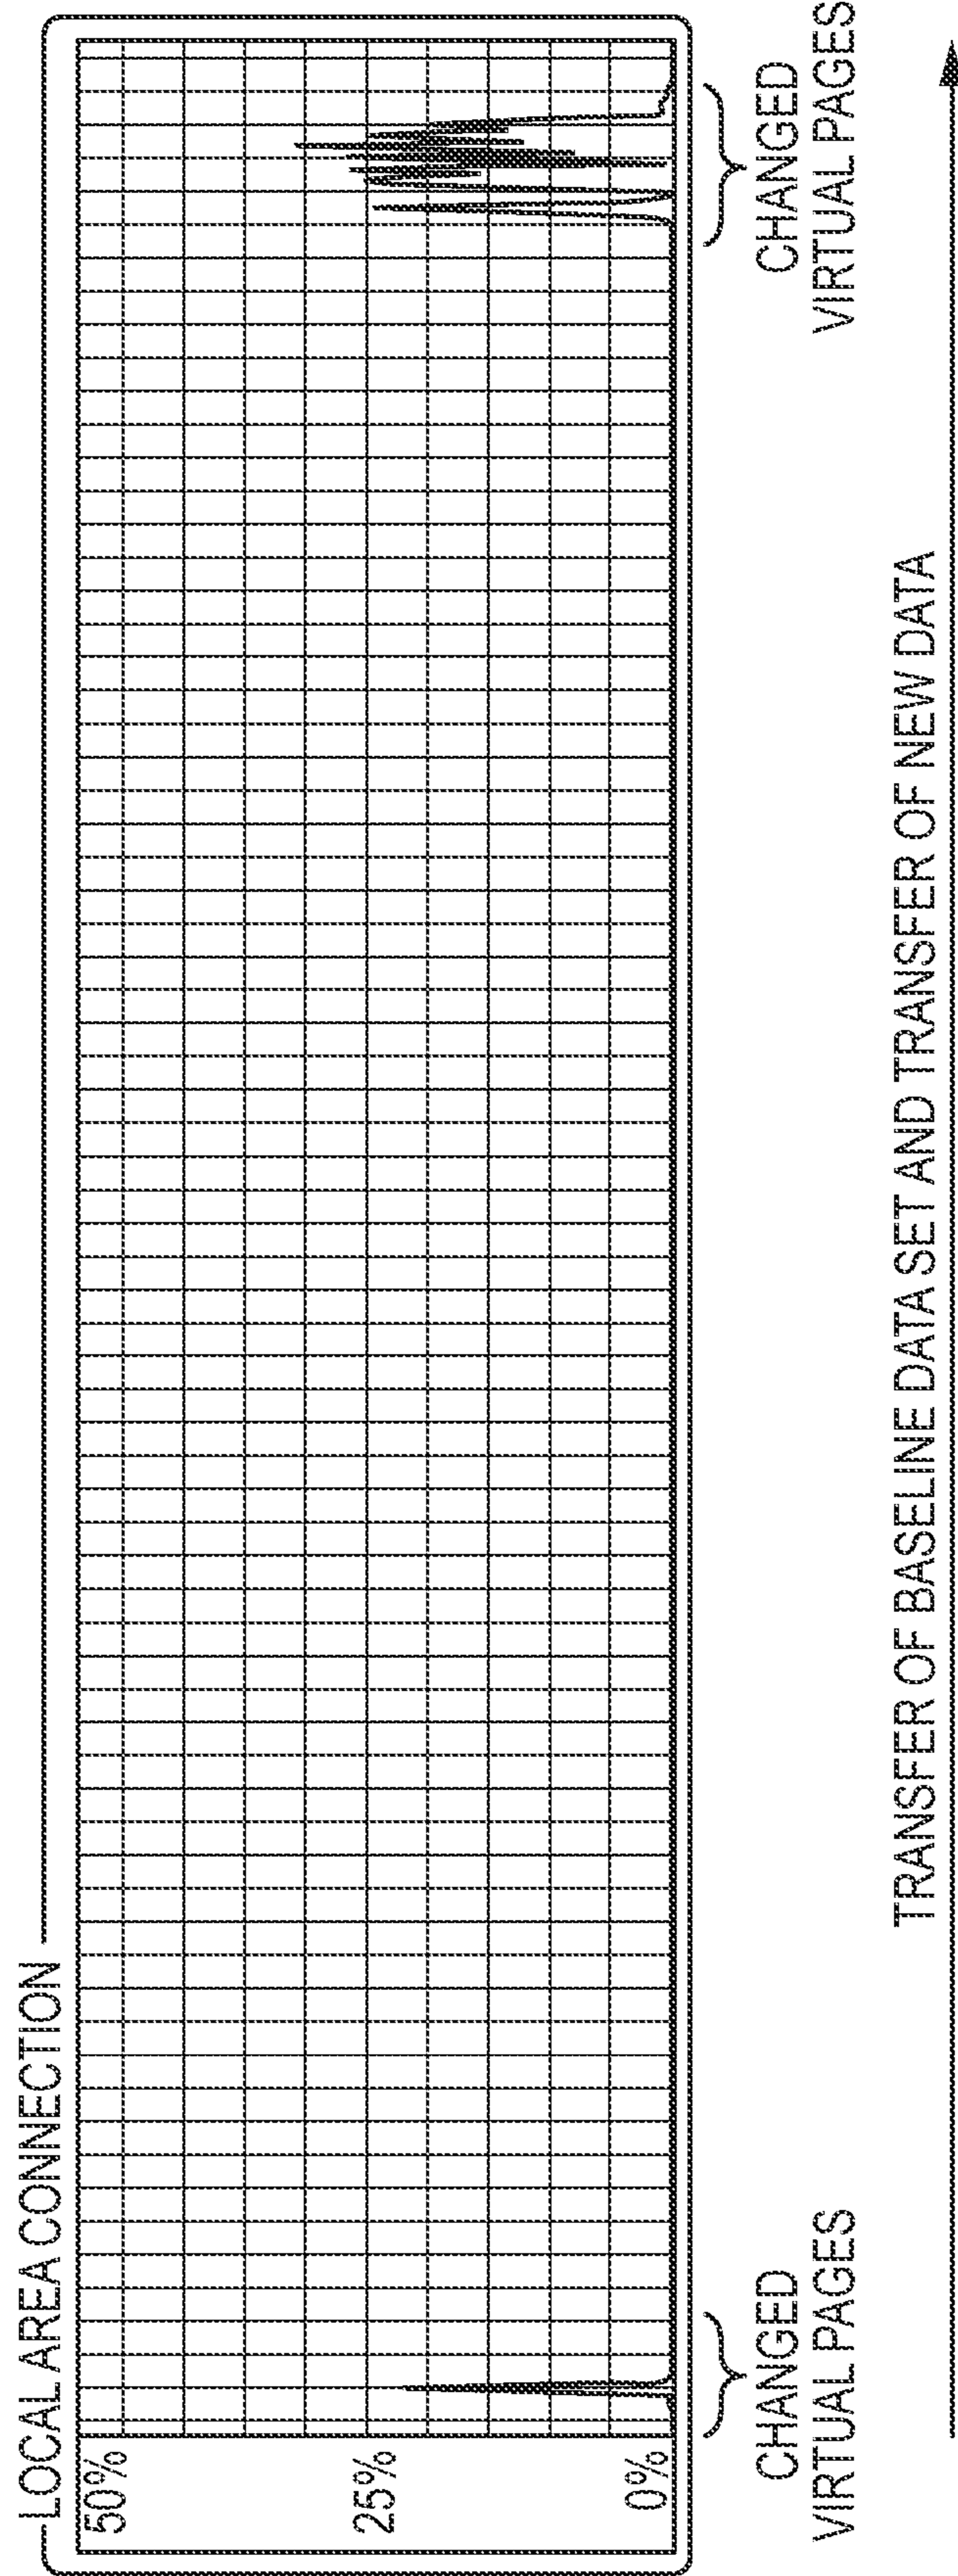 LOCAL AREA CONNECTION
50%
25%
0%
CHANGED
VIRTUAL PAGES
CHANGED
VIRTUAL PAGES
TRANSFER OF BASELINE DATA SET AND TRANSFER OF NEW DATA